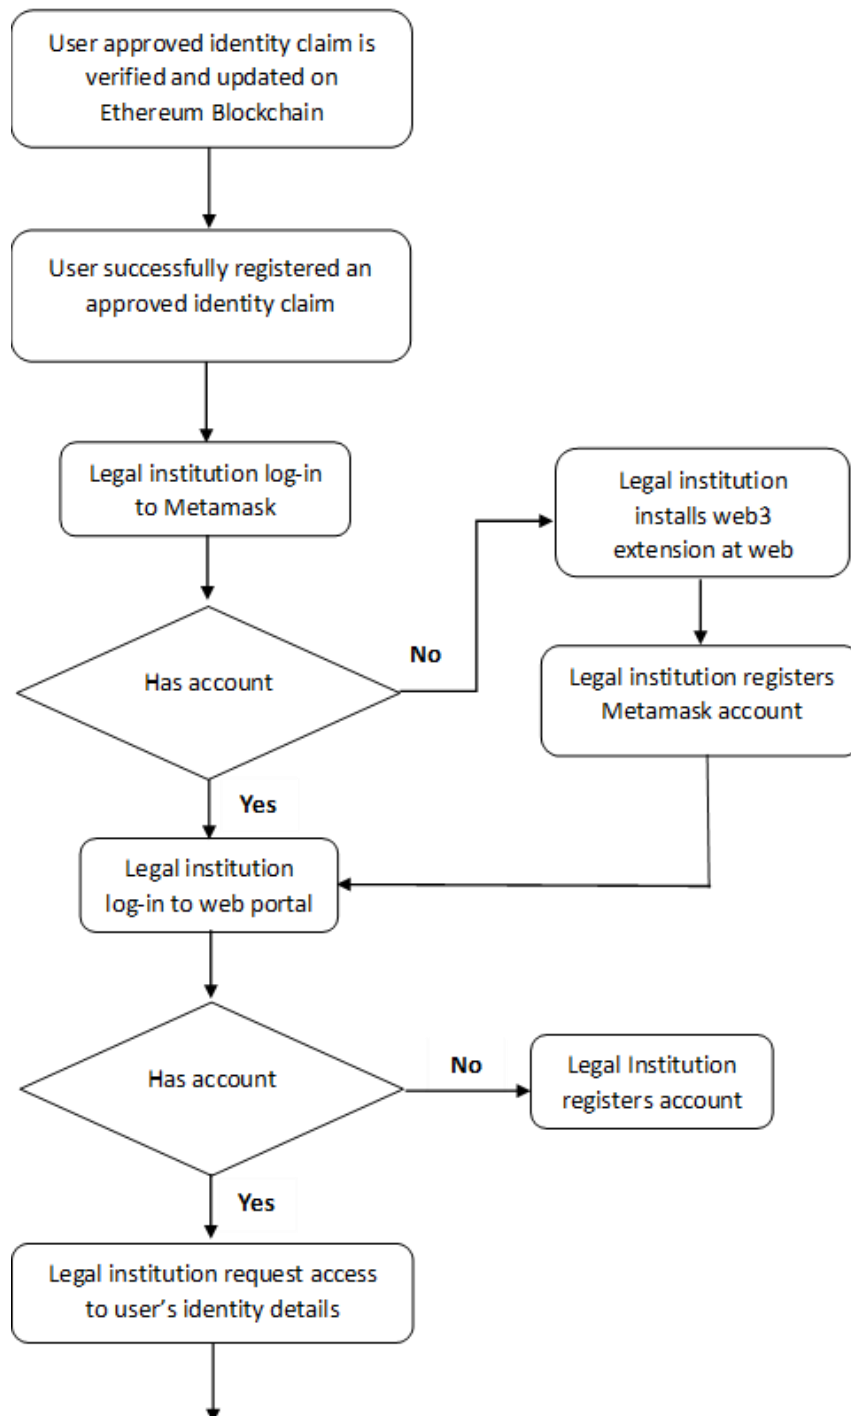 User approved identity claim is
verified and updated on
Ethereum Blockchain
User successfully registered an
approved identity claim
Legal institution log-in
to Metamask
Legal institution
installs web3
extension at web
No
Has account
Legal institution registers
Metamask account
Yes
Legal institution
log-in to web portal
No
Legal Institution
registers account
Has account
Yes
Legal institution request access
to user’s identity details